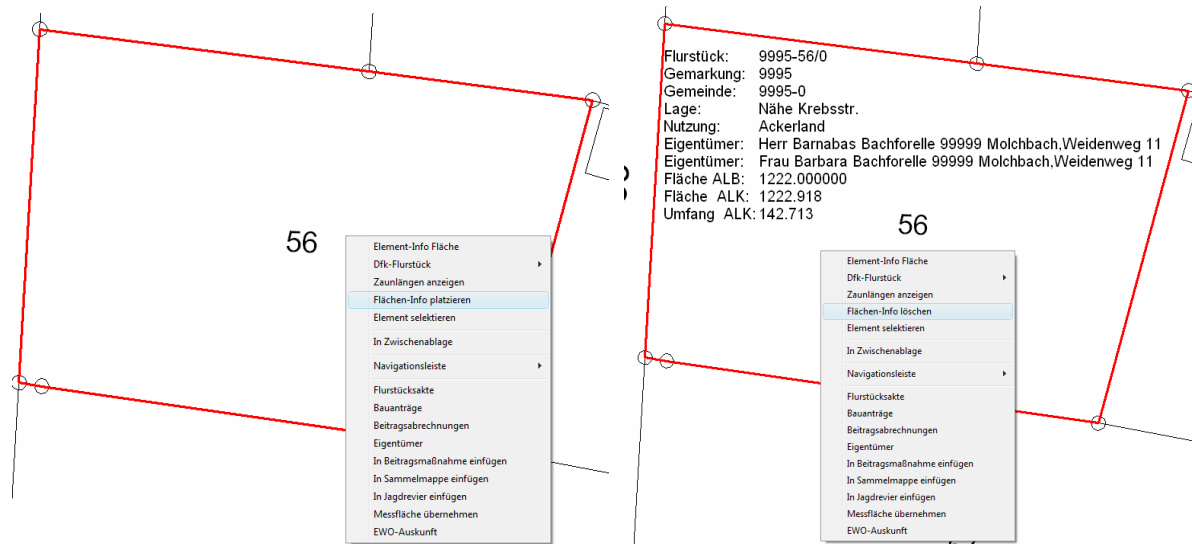 56
Element-Info Fläche
Dfk-Flurstück
Zaunlängen anzeigen
Flächen-Info platzieren
Element selektieren
In Zwischenablage
Navigationsleiste
Flurstücksakte
Bauanträge
Beitragsabrechnungen
Eigentümer
In Beitragsmaßnahme einfügen
In Sammelmappe einfügen
In Jagdrevier einfügen
Messfläche übernehmen
EWO-Auskunft
Flurstück: 9995-56/0
Gemarkung: 9995
Gemeinde: 9995-0
Lage: Nähe Krebsstr.
Nutzung: Ackerland
Eigentümer: Herr Barnabas Bachforelle 99999 Molchbach,Weidenweg 11
Eigentümer: Frau Barbara Bachforelle 99999 Molchbach,Weidenweg 11
Fläche ALB: 1222.000000
Fläche ALK: 1222.918
Umfang ALK: 142.713
56
Element-Info Fläche
Dfk-Flurstück
Zaunlängen anzeigen
Flächen-Info löschen
Element selektieren
In Zwischenablage
Navigationsleiste
Flurstücksakte
Bauanträge
Beitragsabrechnungen
Eigentümer
In Beitragsmaßnahme einfügen
In Sammelmappe einfügen
In Jagdrevier einfügen
Messfläche übernehmen
EWO-Auskunft